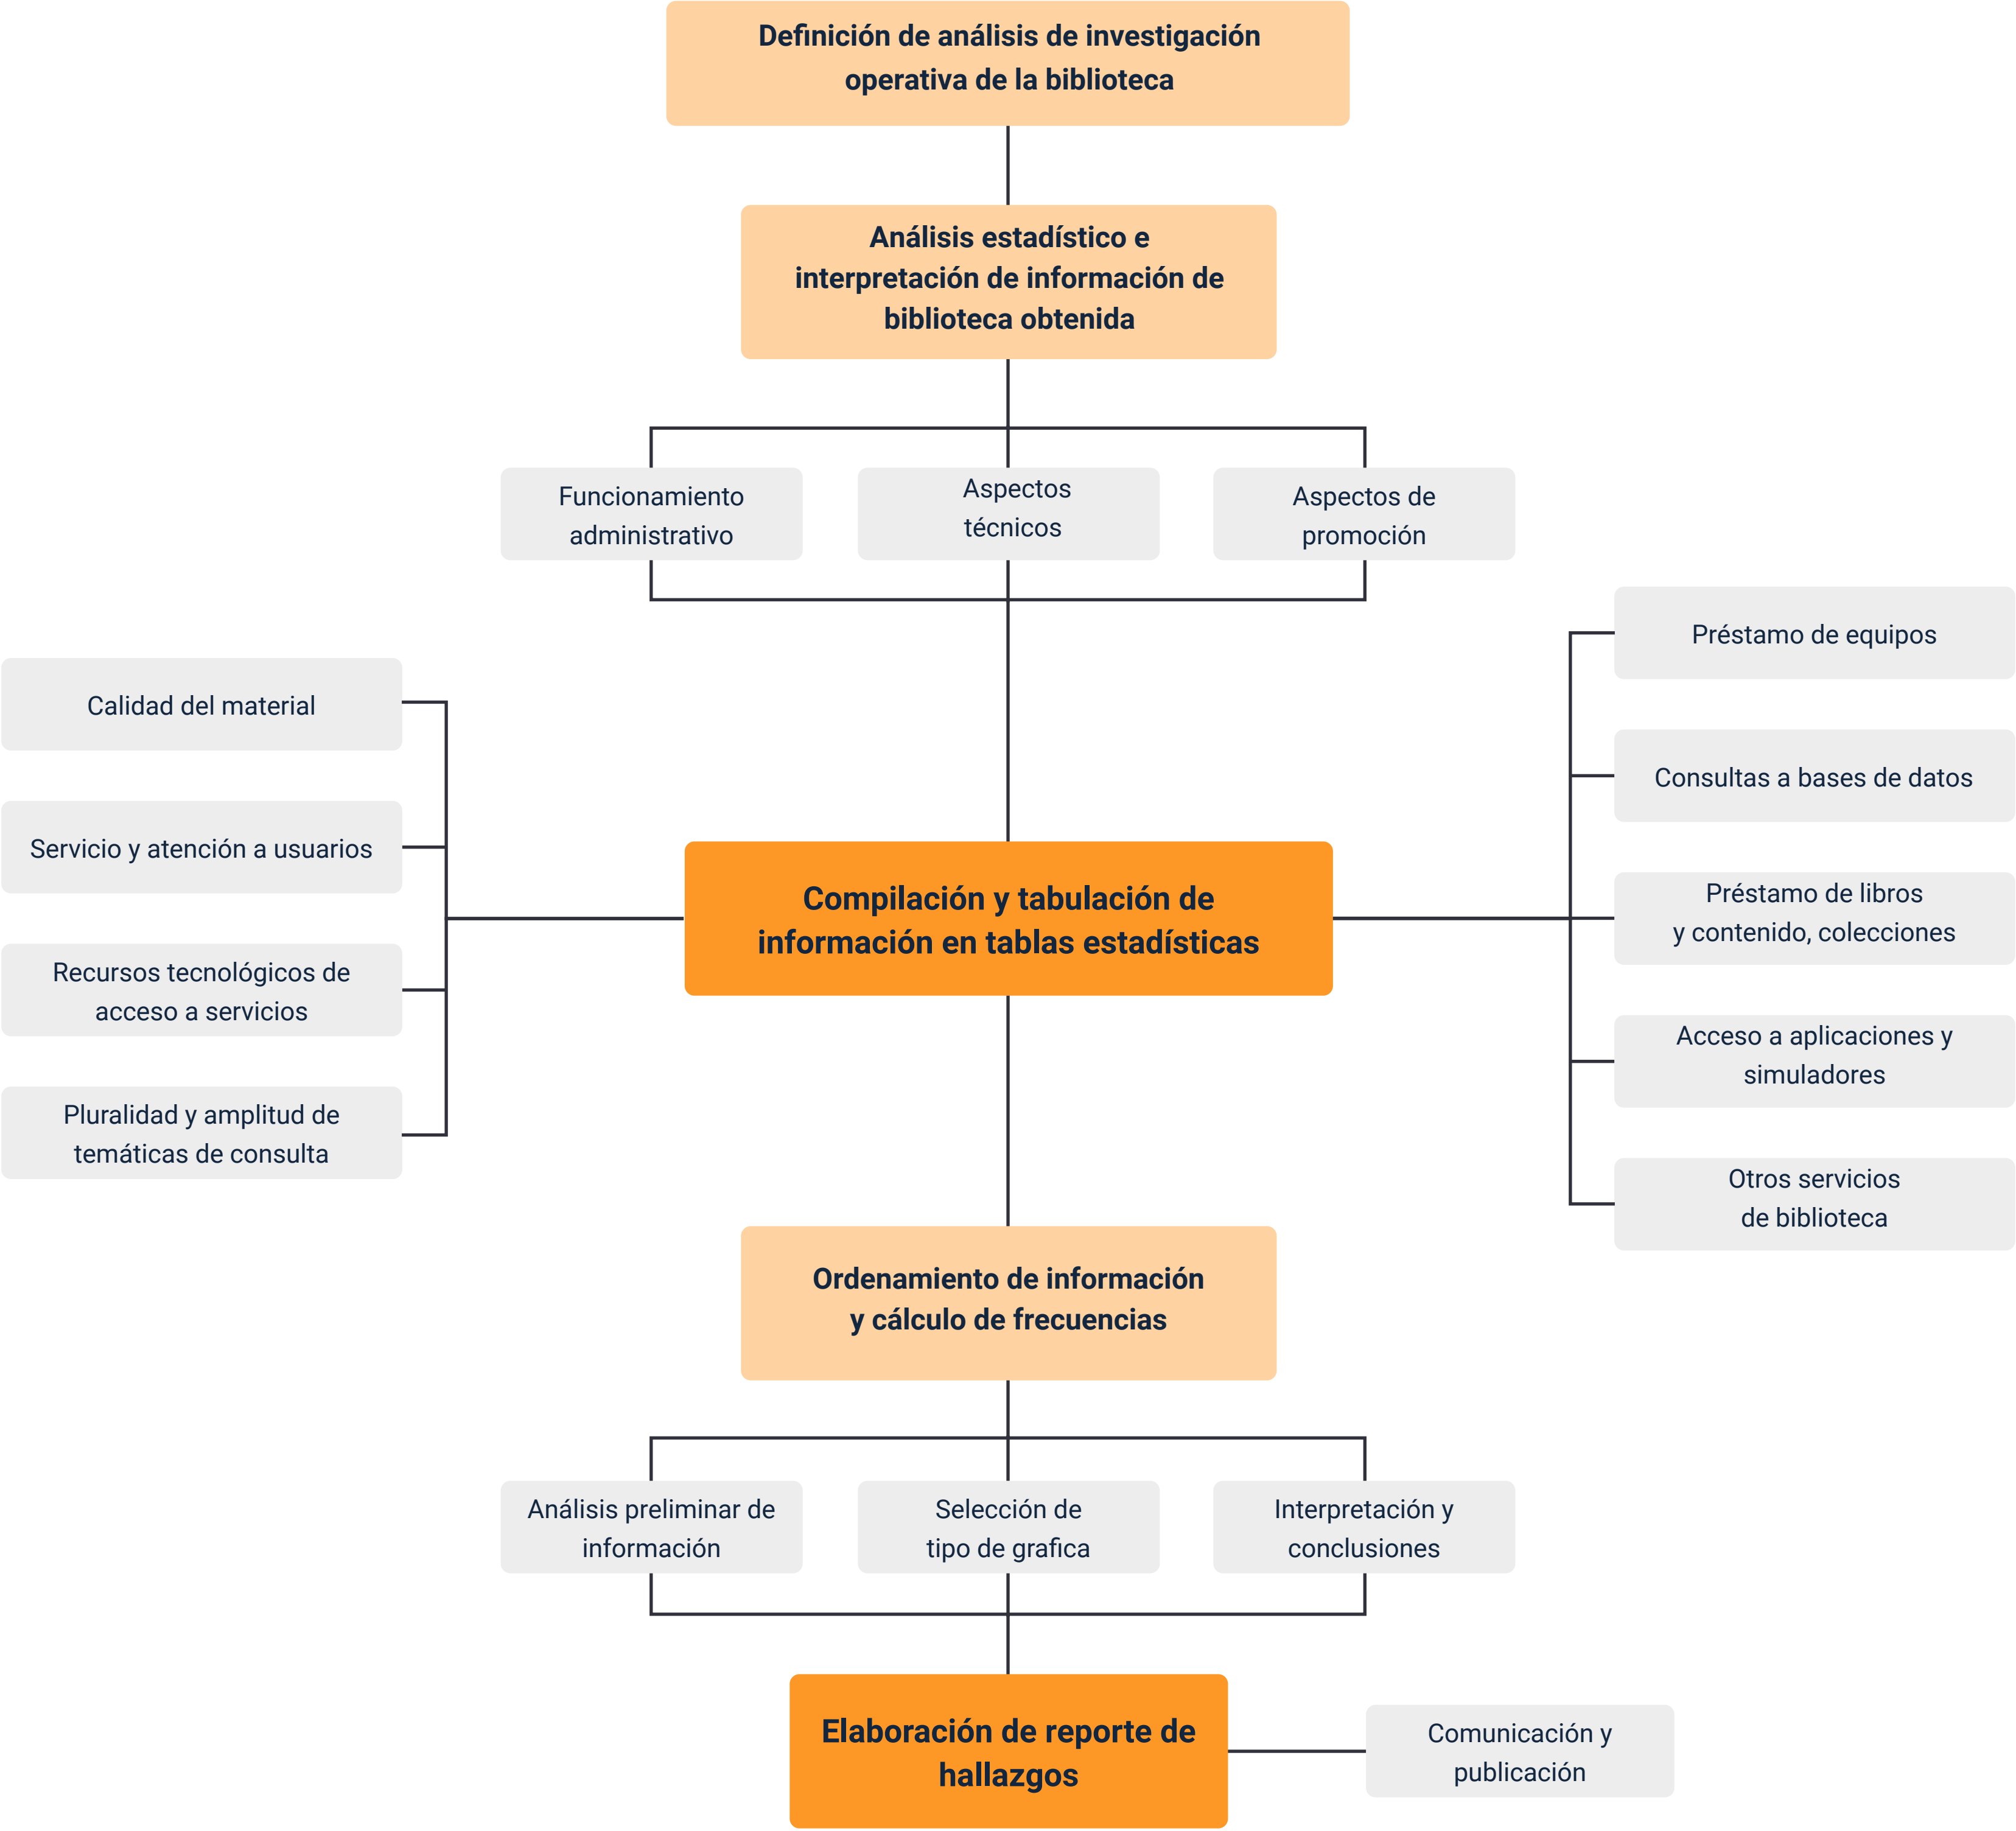 Definición de análisis de investigación
operativa de la biblioteca
Análisis estadístico e
interpretación de información de
biblioteca obtenida
Funcionamiento
administrativo
Aspectos
técnicos
Aspectos de
promoción
Calidad del material
Servicio y atención a usuarios
Recursos tecnológicos de
acceso a servicios
Pluralidad y amplitud de
temáticas de consulta
Compilación y tabulación de
información en tablas estadísticas
Préstamo de equipos
Consultas a bases de datos
Préstamo de libros
y contenido, colecciones
Acceso a aplicaciones y
simuladores
Otros servicios
de biblioteca
Ordenamiento de información
y cálculo de frecuencias
Análisis preliminar de
información
Selección de
tipo de grafica
Interpretación y
conclusiones
Elaboración de reporte de
hallazgos
Comunicación y
publicación